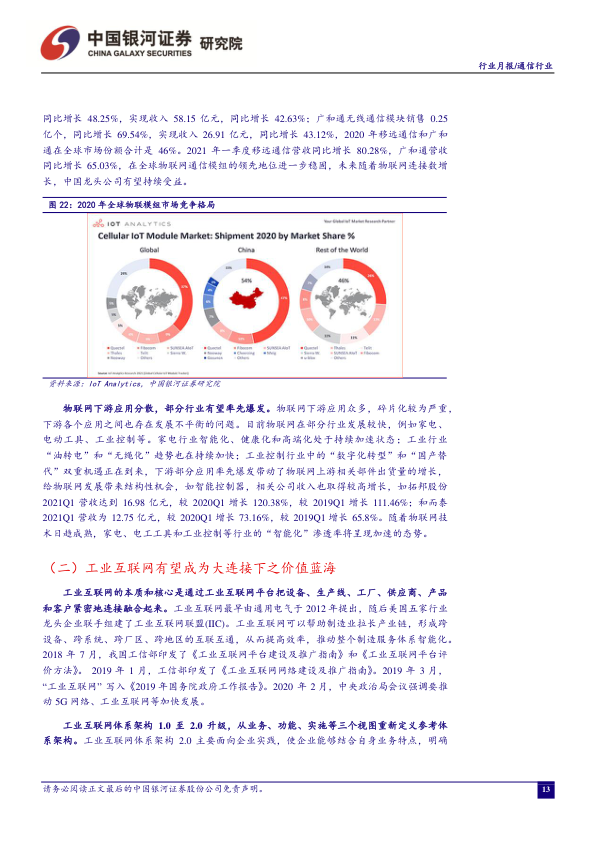 中国银河证券 研究院
CHINA GALAXY SECURITIES
行业月报/通信行业
同比增长 48.25%，实现收入 58.15 亿元，同比增长 42.63%；广和通无线通信模块销售 0.25
亿个，同比增长 69.54%，实现收入 26.91 亿元，同比增长 43.12%，2020 年移远通信和广和
通在全球市场份额合计是 46%。2021 年一季度移远通信营收同比增长 80.28%，广和通营收
同比增长 65.03%，在全球物联网通信模组的领先地位进一步稳固，未来随着物联网连接数增
长，中国龙头公司有望持续受益。
图 22：2020 年全球物联模组市场竞争格局
IOT ANALYTICS
Your Global IoT Market Research Partner
Cellular IoT Module Market: Shipment 2020 by Market Share %
Global China Rest of the World
54% 46%
资料来源：IoT Analytics, 中国银河证券研究院
物联网下游应用分散，部分行业有望率先爆发。物联网下游应用众多，碎片化较为严重，
下游各个应用之间也存在发展不平衡的问题。目前物联网在部分行业发展较快，例如家电、
电动工具、工业控制等。家电行业智能化、健康化和高端化处于持续加速状态；工业行业
“油转电”和“无绳化”趋势也在持续加快；工业控制行业中的“数字化转型”和“国产替
代”双重机遇正在到来，下游部分应用率先爆发带动了物联网上游相关部件出货量的增长，
给物联网发展带来结构性机会，如智能控制器，相关公司收入也取得较高增长，如拓邦股份
2021Q1 营收达到 16.98 亿元，较 2020Q1 增长 120.38%，较 2019Q1 增长 111.46%；和而泰
2021Q1 营收为 12.75 亿元，较 2020Q1 增长 73.16%，较 2019Q1 增长 65.8%。随着物联网技
术日趋成熟，家电、电工工具和工业控制等行业的“智能化”渗透率将呈现加速的态势。
（二）工业互联网有望成为大连接下之价值蓝海
工业互联网的本质和核心是通过工业互联网平台把设备、生产线、工厂、供应商、产品
和客户紧密地连接融合起来。工业互联网最早由通用电气于 2012 年提出，随后美国五家行业
龙头企业联手组建了工业互联网联盟(IIC)。工业互联网可以帮助制造业拉长产业链，形成跨
设备、跨系统、跨厂区、跨地区的互联互通，从而提高效率，推动整个制造服务体系智能化。
2018 年 7 月，我国工信部印发了《工业互联网平台建设及推广指南》和《工业互联网平台评
价方法》。 2019 年 1 月，工信部印发了《工业互联网网络建设及推广指南》。2019 年 3 月，
“工业互联网” 写入《2019 年国务院政府工作报告》。2020 年 2 月，中央政治局会议强调要推
动 5G 网络、工业互联网等加快发展。
工业互联网体系架构 1.0 至 2.0 升级，从业务、功能、实施等三个视图重新定义参考体
系架构。工业互联网体系架构 2.0 主要面向企业实践，使企业能够结合自身业务特点，明确
请务必阅读正文最后的中国银河证券股份公司免责声明。
13